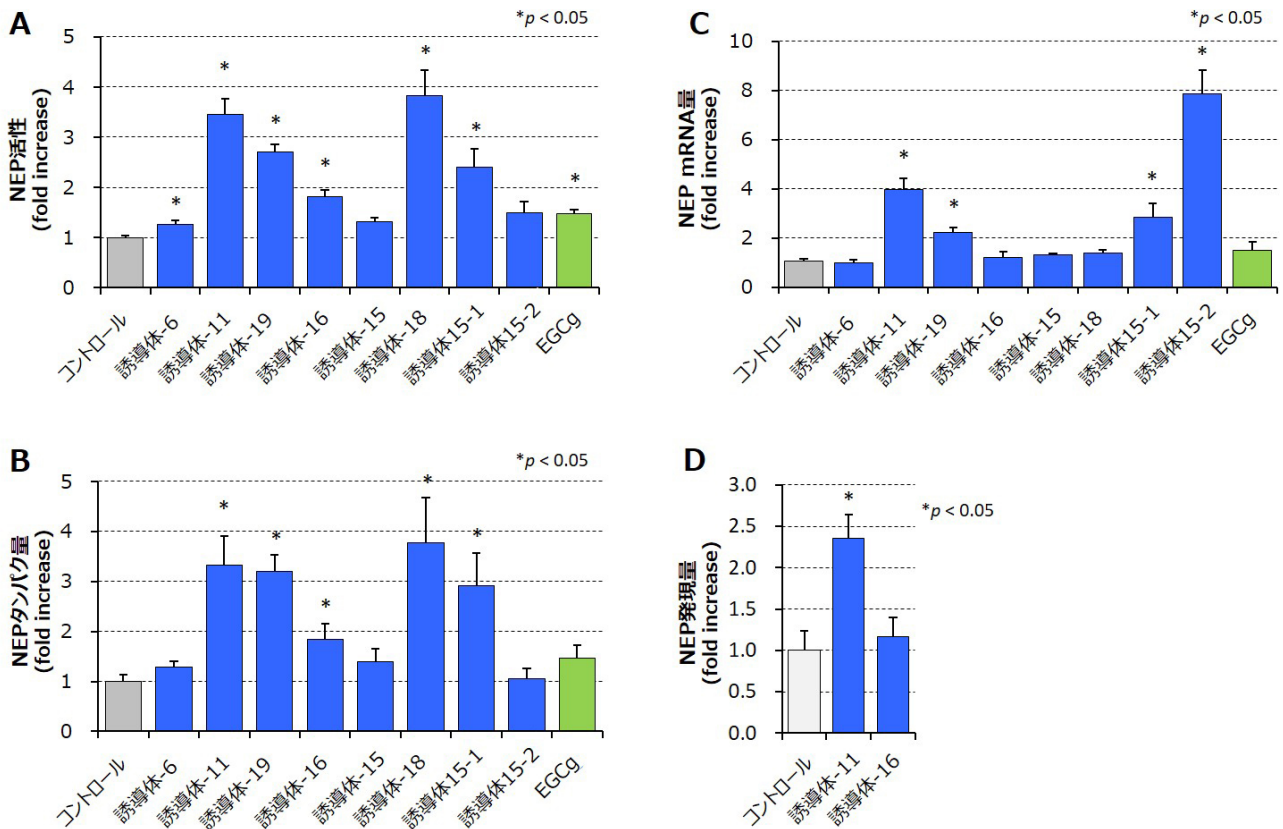 A
*p < 0.05
NEP活性
(fold increase)
5
4
3
2
1
0
コントロール
誘導体-6
誘導体-11
誘導体-19
誘導体-16
誘導体-15
誘導体-18
誘導体15-1
誘導体15-2
EGCg
*
*
*
*
*
*
*
C
*p < 0.05
NEP mRNA量
(fold increase)
10
8
6
4
2
0
コントロール
誘導体-6
誘導体-11
誘導体-19
誘導体-16
誘導体-15
誘導体-18
誘導体15-1
誘導体15-2
EGCg
*
*
*
*
B
*p < 0.05
NEPタンパク量
(fold increase)
5
4
3
2
1
0
コントロール
誘導体-6
誘導体-11
誘導体-19
誘導体-16
誘導体-15
誘導体-18
誘導体15-1
誘導体15-2
EGCg
*
*
*
*
*
D
*p < 0.05
NEP発現量
(fold increase)
3.0
2.5
2.0
1.5
1.0
0.5
0.0
コントロール
誘導体-11
誘導体-16
*